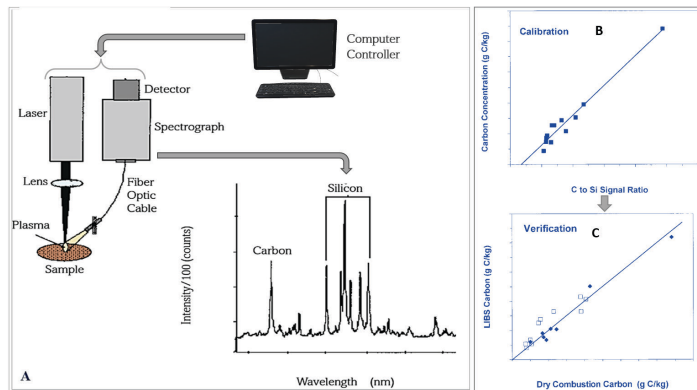 Computer
Controller
Detector
Laser
Spectrograph
Lens
Fiber
Optic
Cable
Plasma
Sample
Silicon
Carbon
Intensity/100 (counts)
Wavelength (nm)
A
Calibration B
Carbon Concentration (g C/kg)
C to Si Signal Ratio
Verification C
LIBS Carbon (g C/kg)
Dry Combustion Carbon (g C/kg)